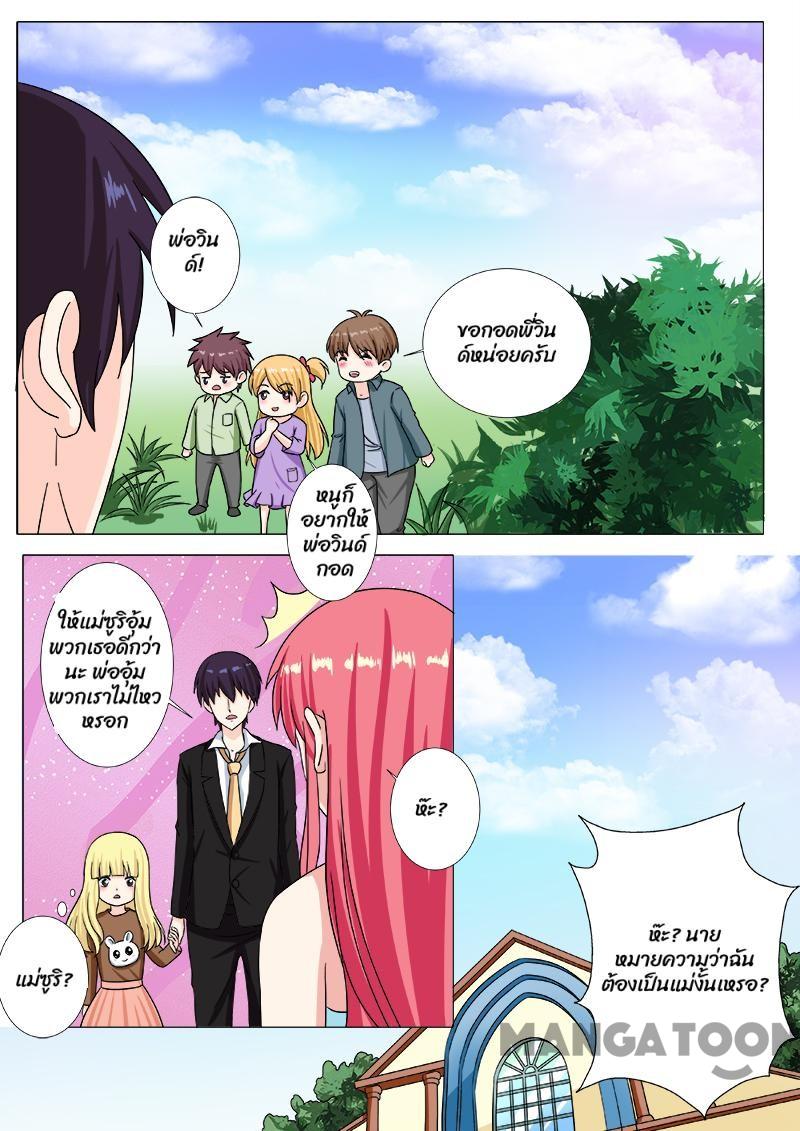 พ่อวิน
ด์!
ขอกอดพี่วิน
ด์หน่อยครับ
หนูก็
อยากให้
พ่อวินด์
กอด
ให้แม่ซูริอุ้ม
พวกเธอดีกว่า
นะ พ่ออุ้ม
พวกเราไม่ไหว
หรอก
ห๊ะ?
แม่ซูริ?
ห๊ะ? นาย
หมายความว่าฉัน
ต้องเป็นแม่งั้นเหรอ?
MANGATOON